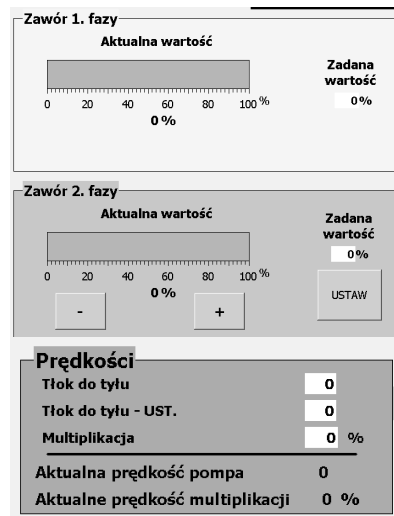 Zawór 1. fazy
Aktualna wartość
Zadana
wartość
0 20 40 60 80 100 %
0 %
0 %
Zawór 2. fazy
Aktualna wartość
Zadana
wartość
0 %
0 20 40 60 80 100 %
0 %
- +
USTAW
Prędkości
Tłok do tyłu 0
Tłok do tyłu - UST. 0
Multiplikacja 0 %
Aktualna prędkość pompa 0
Aktualne prędkość multiplikacji 0 %